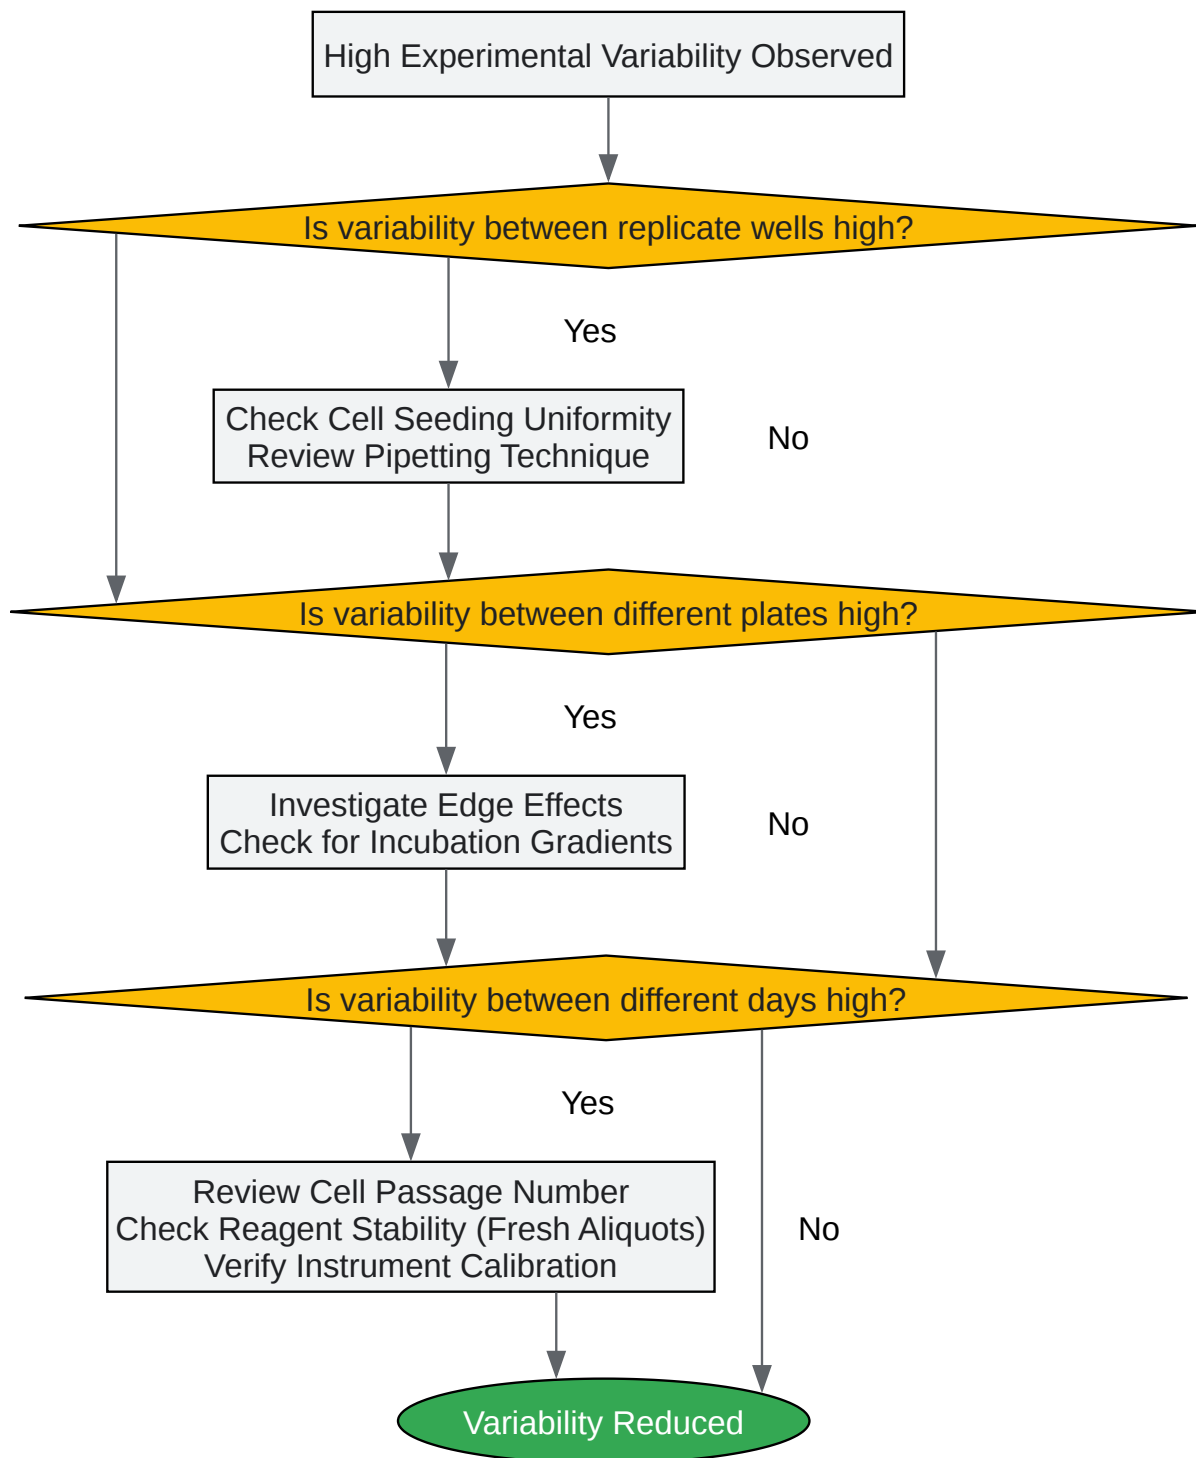 High Experimental Variability Observed
Is variability between replicate wells high?
Yes
Check Cell Seeding Uniformity
Review Pipetting Technique
No
Is variability between different plates high?
Yes
Investigate Edge Effects
Check for Incubation Gradients
No
Is variability between different days high?
Yes
Review Cell Passage Number
Check Reagent Stability (Fresh Aliquots)
Verify Instrument Calibration
No
Variability Reduced